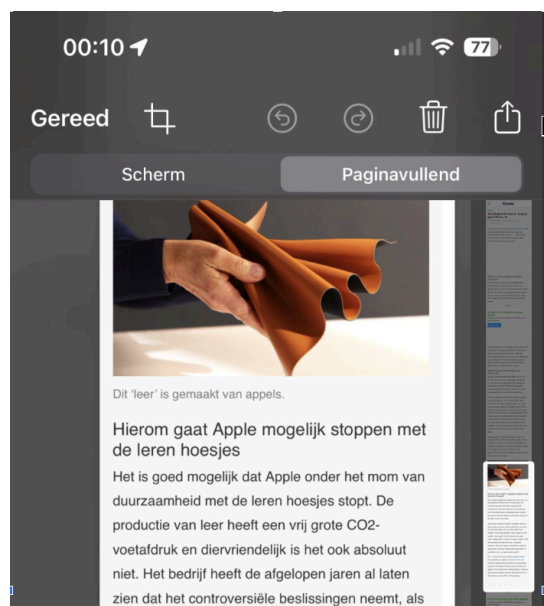 00:10
77
Gereed
Scherm
Paginavullend
Dit 'leer' is gemaakt van appels.
Hierom gaat Apple mogelijk stoppen met
de leren hoesjes
Het is goed mogelijk dat Apple onder het mom van
duurzaamheid met de leren hoesjes stopt. De
productie van leer heeft een vrij grote CO2-
voetafdruk en diervriendelijk is het ook absoluut
niet. Het bedrijf heeft de afgelopen jaren al laten
zien dat het controversiële beslissingen neemt, als